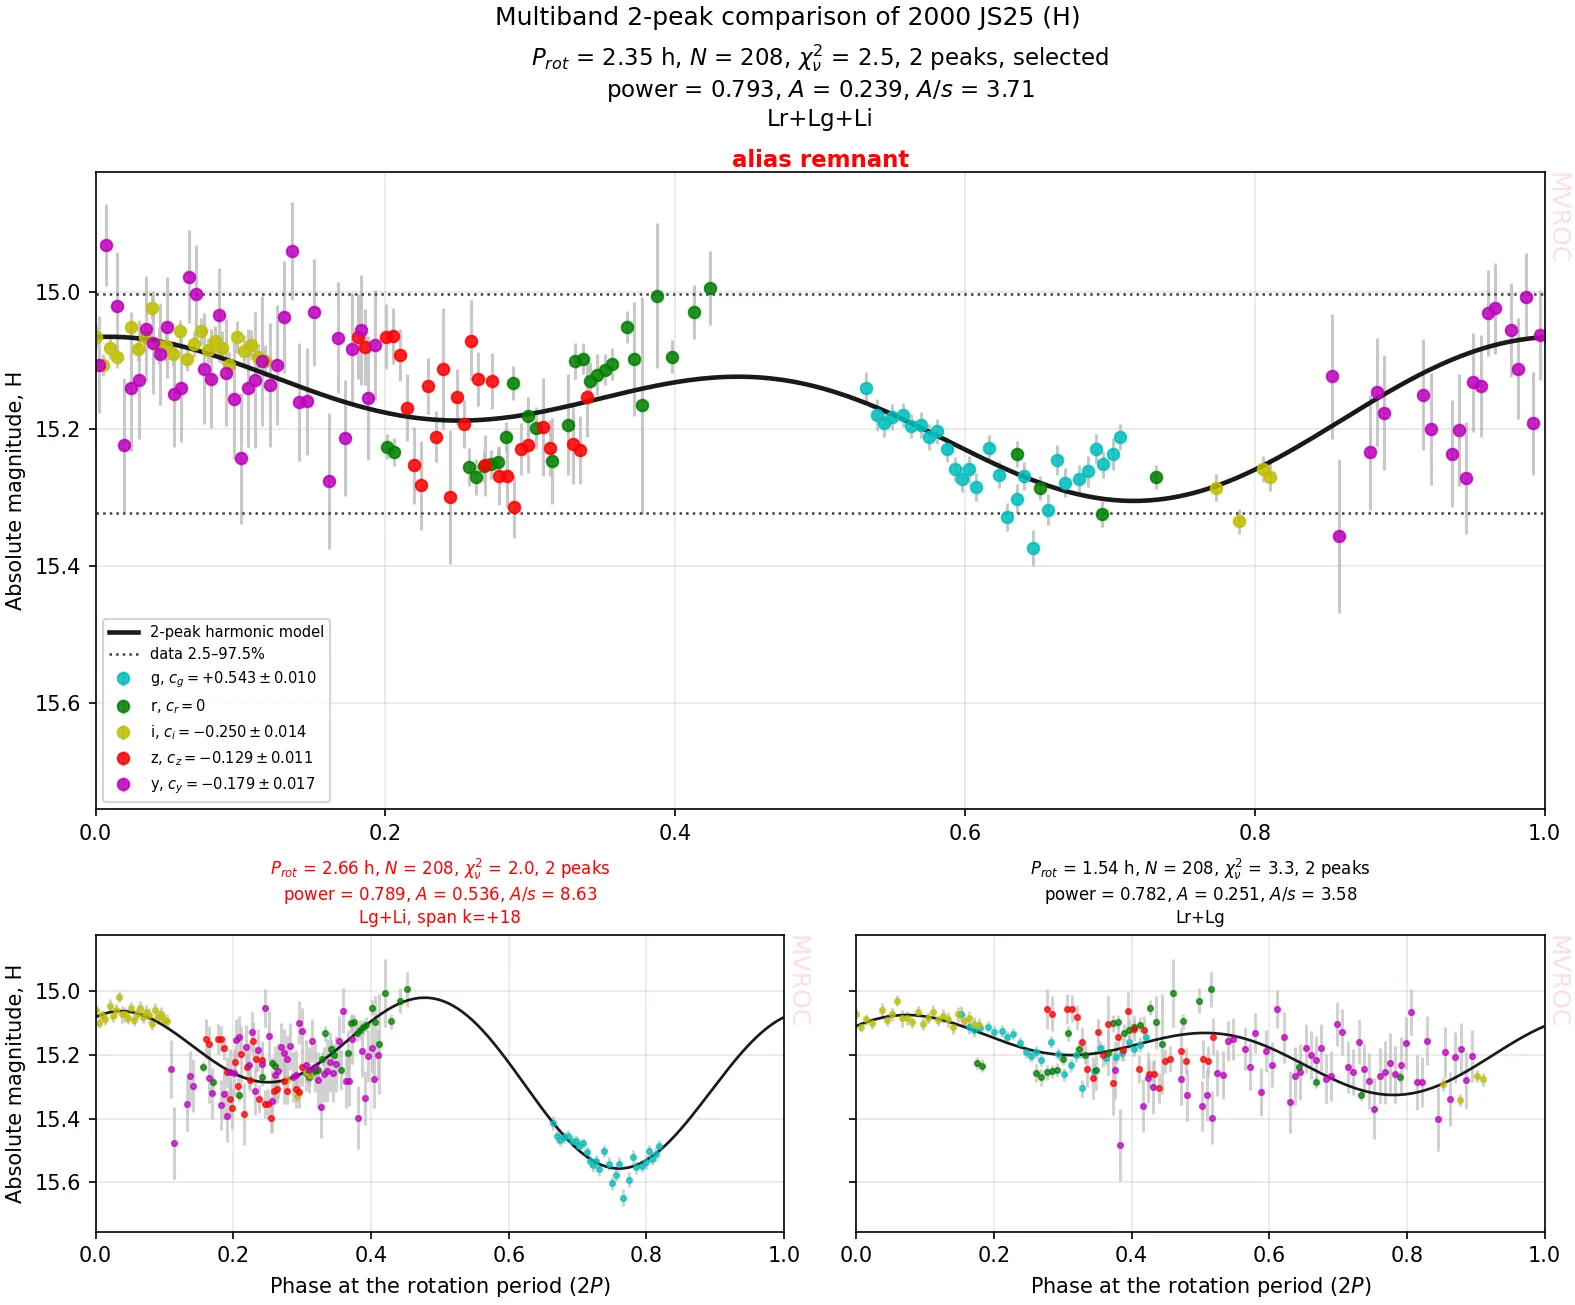 Multiband 2-peak comparison of 2000 JS25 (H)
P_rot = 2.35 h, N = 208, χ²_ν = 2.5, 2 peaks, selected
power = 0.793, A = 0.239, A/s = 3.71
Lr+Lg+Li
alias remnant
MVROC
Absolute magnitude, H
15.0
15.2
15.4
15.6
2-peak harmonic model
data 2.5–97.5%
g, c_g = +0.543 ± 0.010
r, c_r = 0
i, c_i = −0.250 ± 0.014
z, c_z = −0.129 ± 0.011
y, c_y = −0.179 ± 0.017
0.0 0.2 0.4 0.6 0.8 1.0
P_rot = 2.66 h, N = 208, χ²_ν = 2.0, 2 peaks
power = 0.789, A = 0.536, A/s = 8.63
Lg+Li, span k=+18
MVROC
Absolute magnitude, H
15.0
15.2
15.4
15.6
0.0 0.2 0.4 0.6 0.8 1.0
Phase at the rotation period (2P)
P_rot = 1.54 h, N = 208, χ²_ν = 3.3, 2 peaks
power = 0.782, A = 0.251, A/s = 3.58
Lr+Lg
MVROC
0.0 0.2 0.4 0.6 0.8 1.0
Phase at the rotation period (2P)